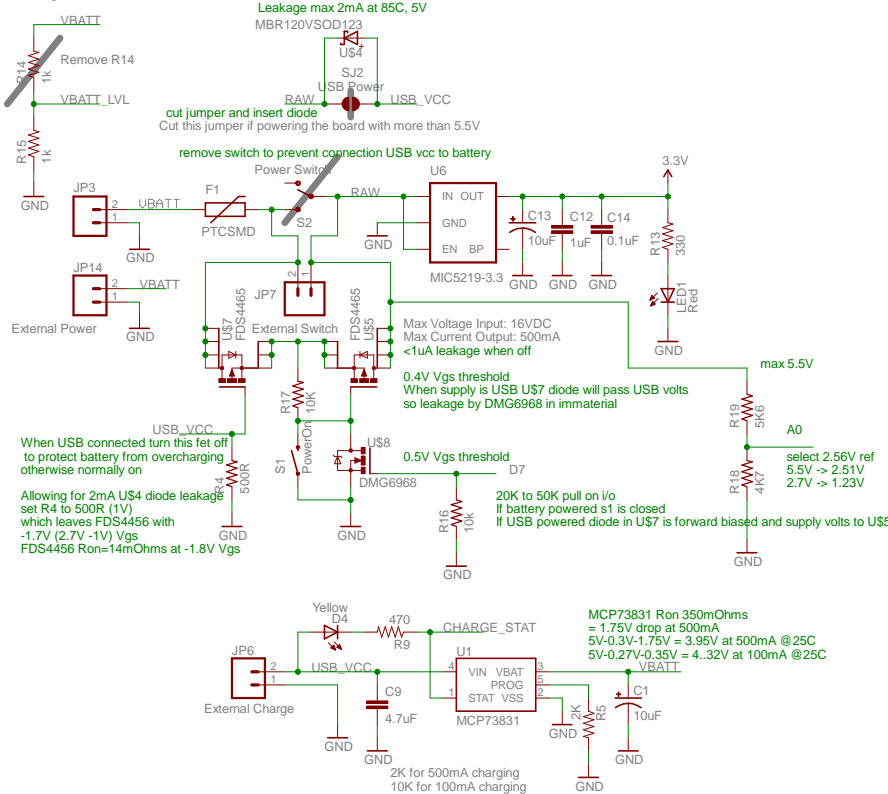 Leakage max 2mA at 85C, 5V
MBR120VSOD123
U$4
SJ2
USB Power
RAW
USB_VCC
cut jumper and insert diode
Cut this jumper if powering the board with more than 5.5V
VBATT
R14
1k
Remove R14
VBATT_LVL
R15
1k
GND
remove switch to prevent connection USB vcc to battery
Power Switch
S2
JP3
2
1
VBATT
GND
F1
PTCSMD
RAW
U6
IN OUT
GND
EN BP
MIC5219-3.3
GND
C13
10uF
C12
1uF
C14
0.1uF
GND
GND
GND
3.3V
R13
330
LED1
Red
GND
JP14
2
1
VBATT
GND
External Power
2
1
JP7
External Switch
U$7
FDS4465
FDS4465
U$5
Max Voltage Input: 16VDC
Max Current Output: 500mA
<1uA leakage when off
0.4V Vgs threshold
When supply is USB U$7 diode will pass USB volts
so leakage by DMG6968 in immaterial
R17
10K
USB_VCC
When USB connected turn this fet off
to protect battery from overcharging
otherwise normally on
Allowing for 2mA U$4 diode leakage
set R4 to 500R (1V)
which leaves FDS4456 with
-1.7V (2.7V -1V) Vgs
FDS4456 Ron=14mOhms at -1.8V Vgs
R4
500R
GND
S1
PowerOn
U$8
DMG6968
GND
0.5V Vgs threshold
D7
R16
10k
GND
20K to 50K pull on i/o
If battery powered s1 is closed
If USB powered diode in U$7 is forward biased and supply volts to U$5
max 5.5V
R19
5K6
A0
R18
4K7
select 2.56V ref
5.5V -> 2.51V
2.7V -> 1.23V
GND
JP6
2
1
External Charge
GND
Yellow
D4
470
R9
CHARGE_STAT
USB_VCC
C9
4.7uF
GND
U1
4
1
VIN VBAT
PROG
STAT VSS
3
5
2
MCP73831
GND
2K
R5
GND
VBATT
C1
10uF
GND
MCP73831 Ron 350mOhms
= 1.75V drop at 500mA
5V-0.3V-1.75V = 3.95V at 500mA @25C
5V-0.27V-0.35V = 4..32V at 100mA @25C
2K for 500mA charging
10K for 100mA charging